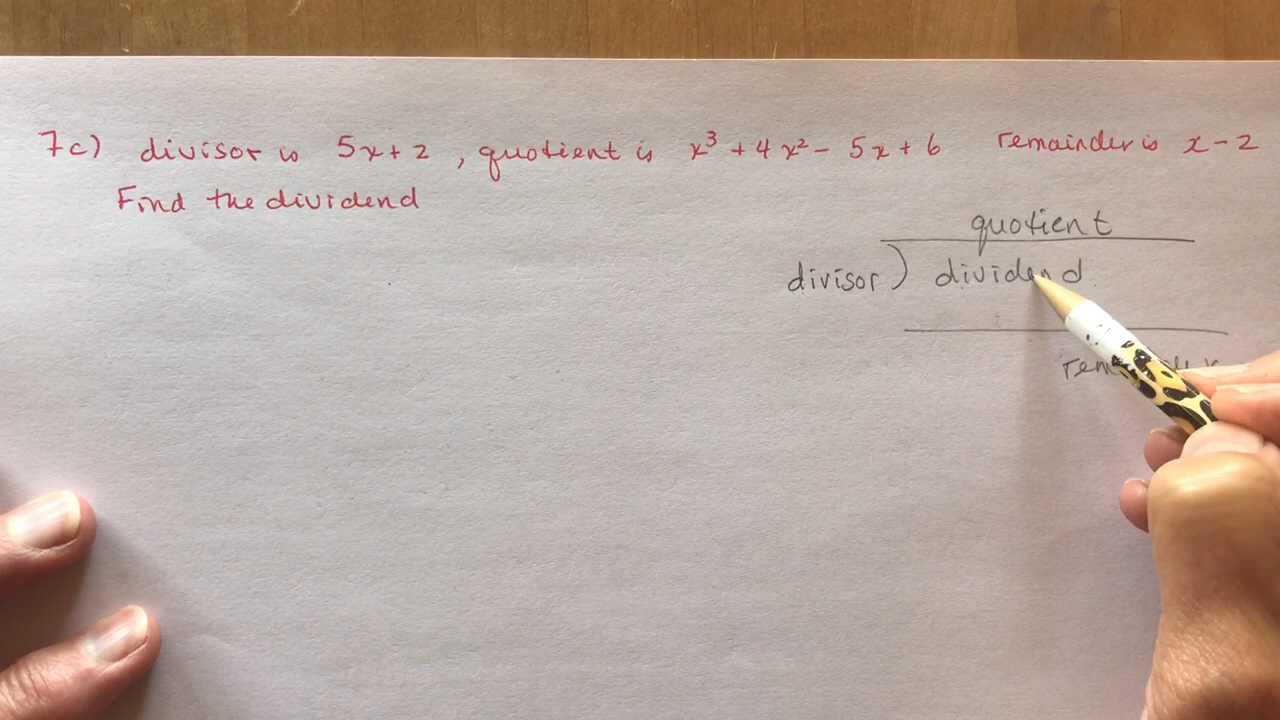 7c) divisor is 5x+2, quotient is x³+4x²-5x+6 remainder is x-2
Find the dividend
quotient
divisor) dividend